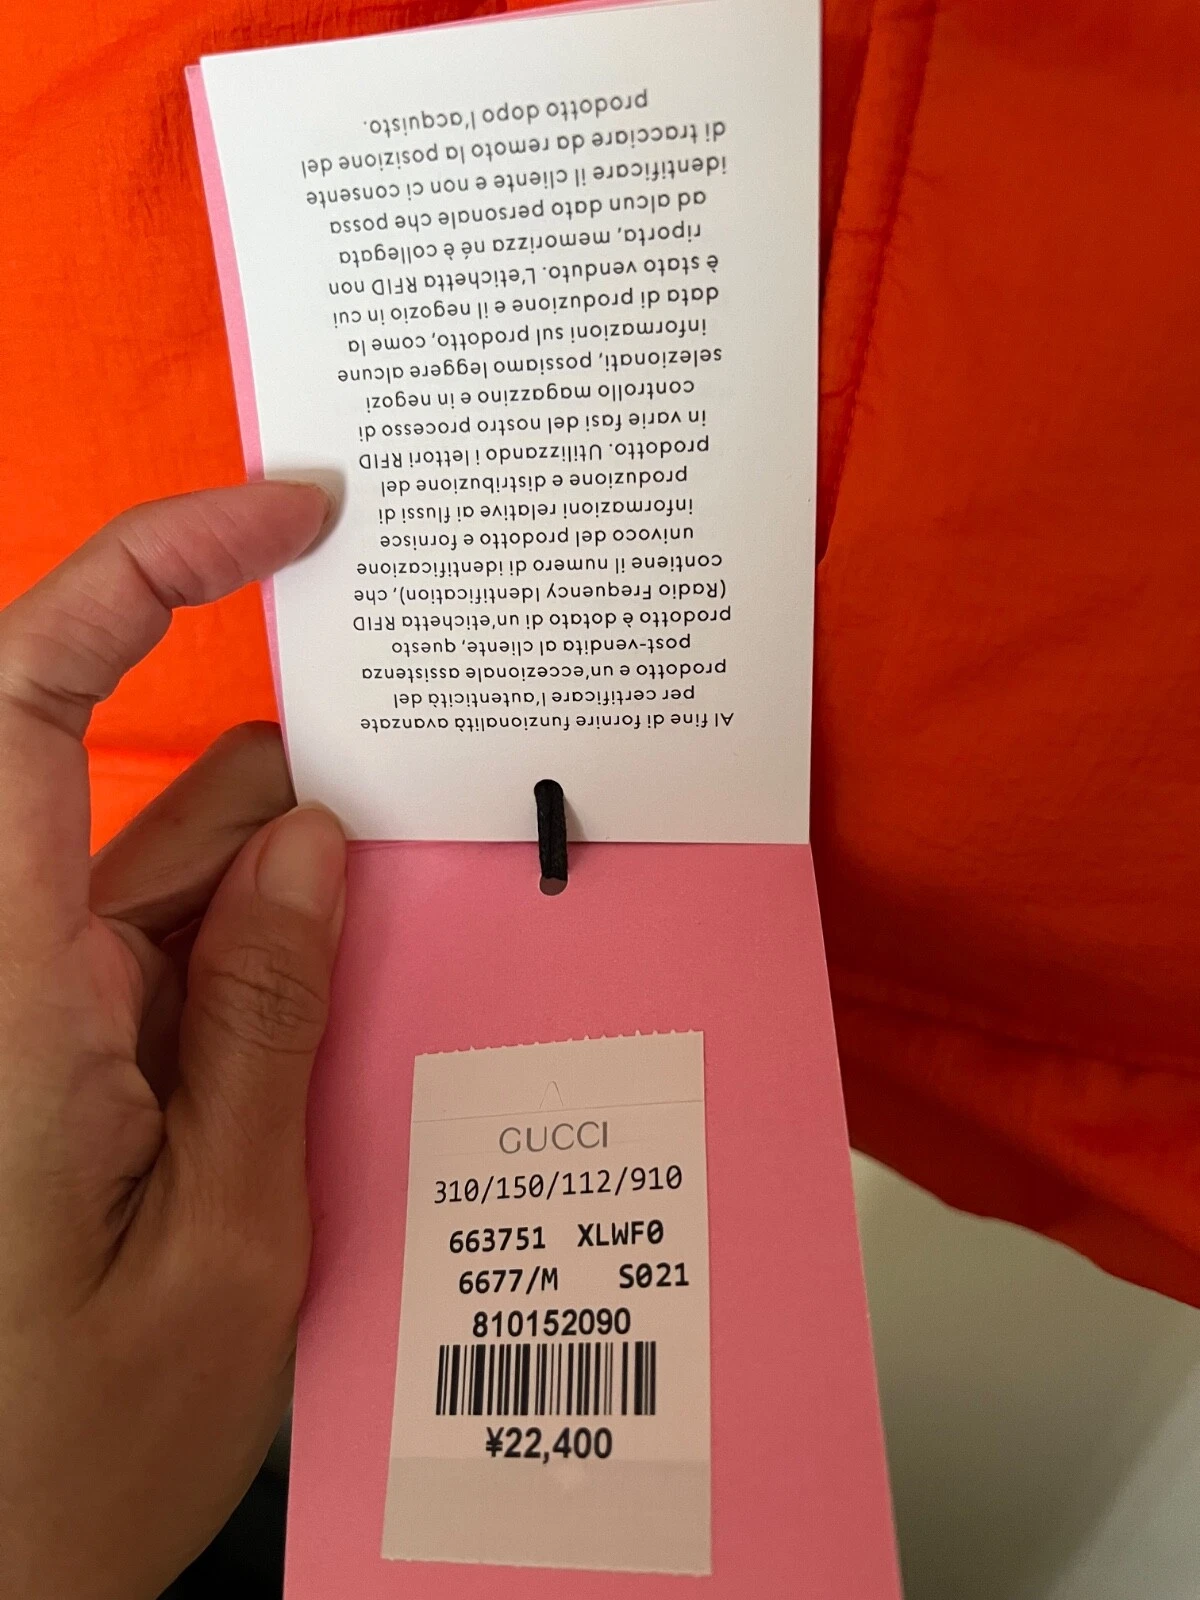 Al fine di fornire funzionalità avanzate
per certificare l'autenticità del
prodotto e un'eccezionale assistenza
post-vendita al cliente, questo
prodotto è dotato di un'etichetta RFID
(Radio Frequency Identification), che
contiene il numero di identificazione
univoco del prodotto e fornisce
informazioni relative ai flussi di
produzione e distribuzione del
prodotto. Utilizzando i lettori RFID
in varie fasi del nostro processo di
controllo magazzino e in negozi
selezionati, possiamo leggere alcune
informazioni sul prodotto, come la
data di produzione e il negozio in cui
è stato venduto. L'etichetta RFID non
riporta, memorizza né è collegata
ad alcun dato personale che possa
identificare il cliente e non ci consente
di tracciare da remoto la posizione del
prodotto dopo l'acquisto.
GUCCI
310/150/112/910
663751 XLWF0
6677/M S021
810152090
¥22,400